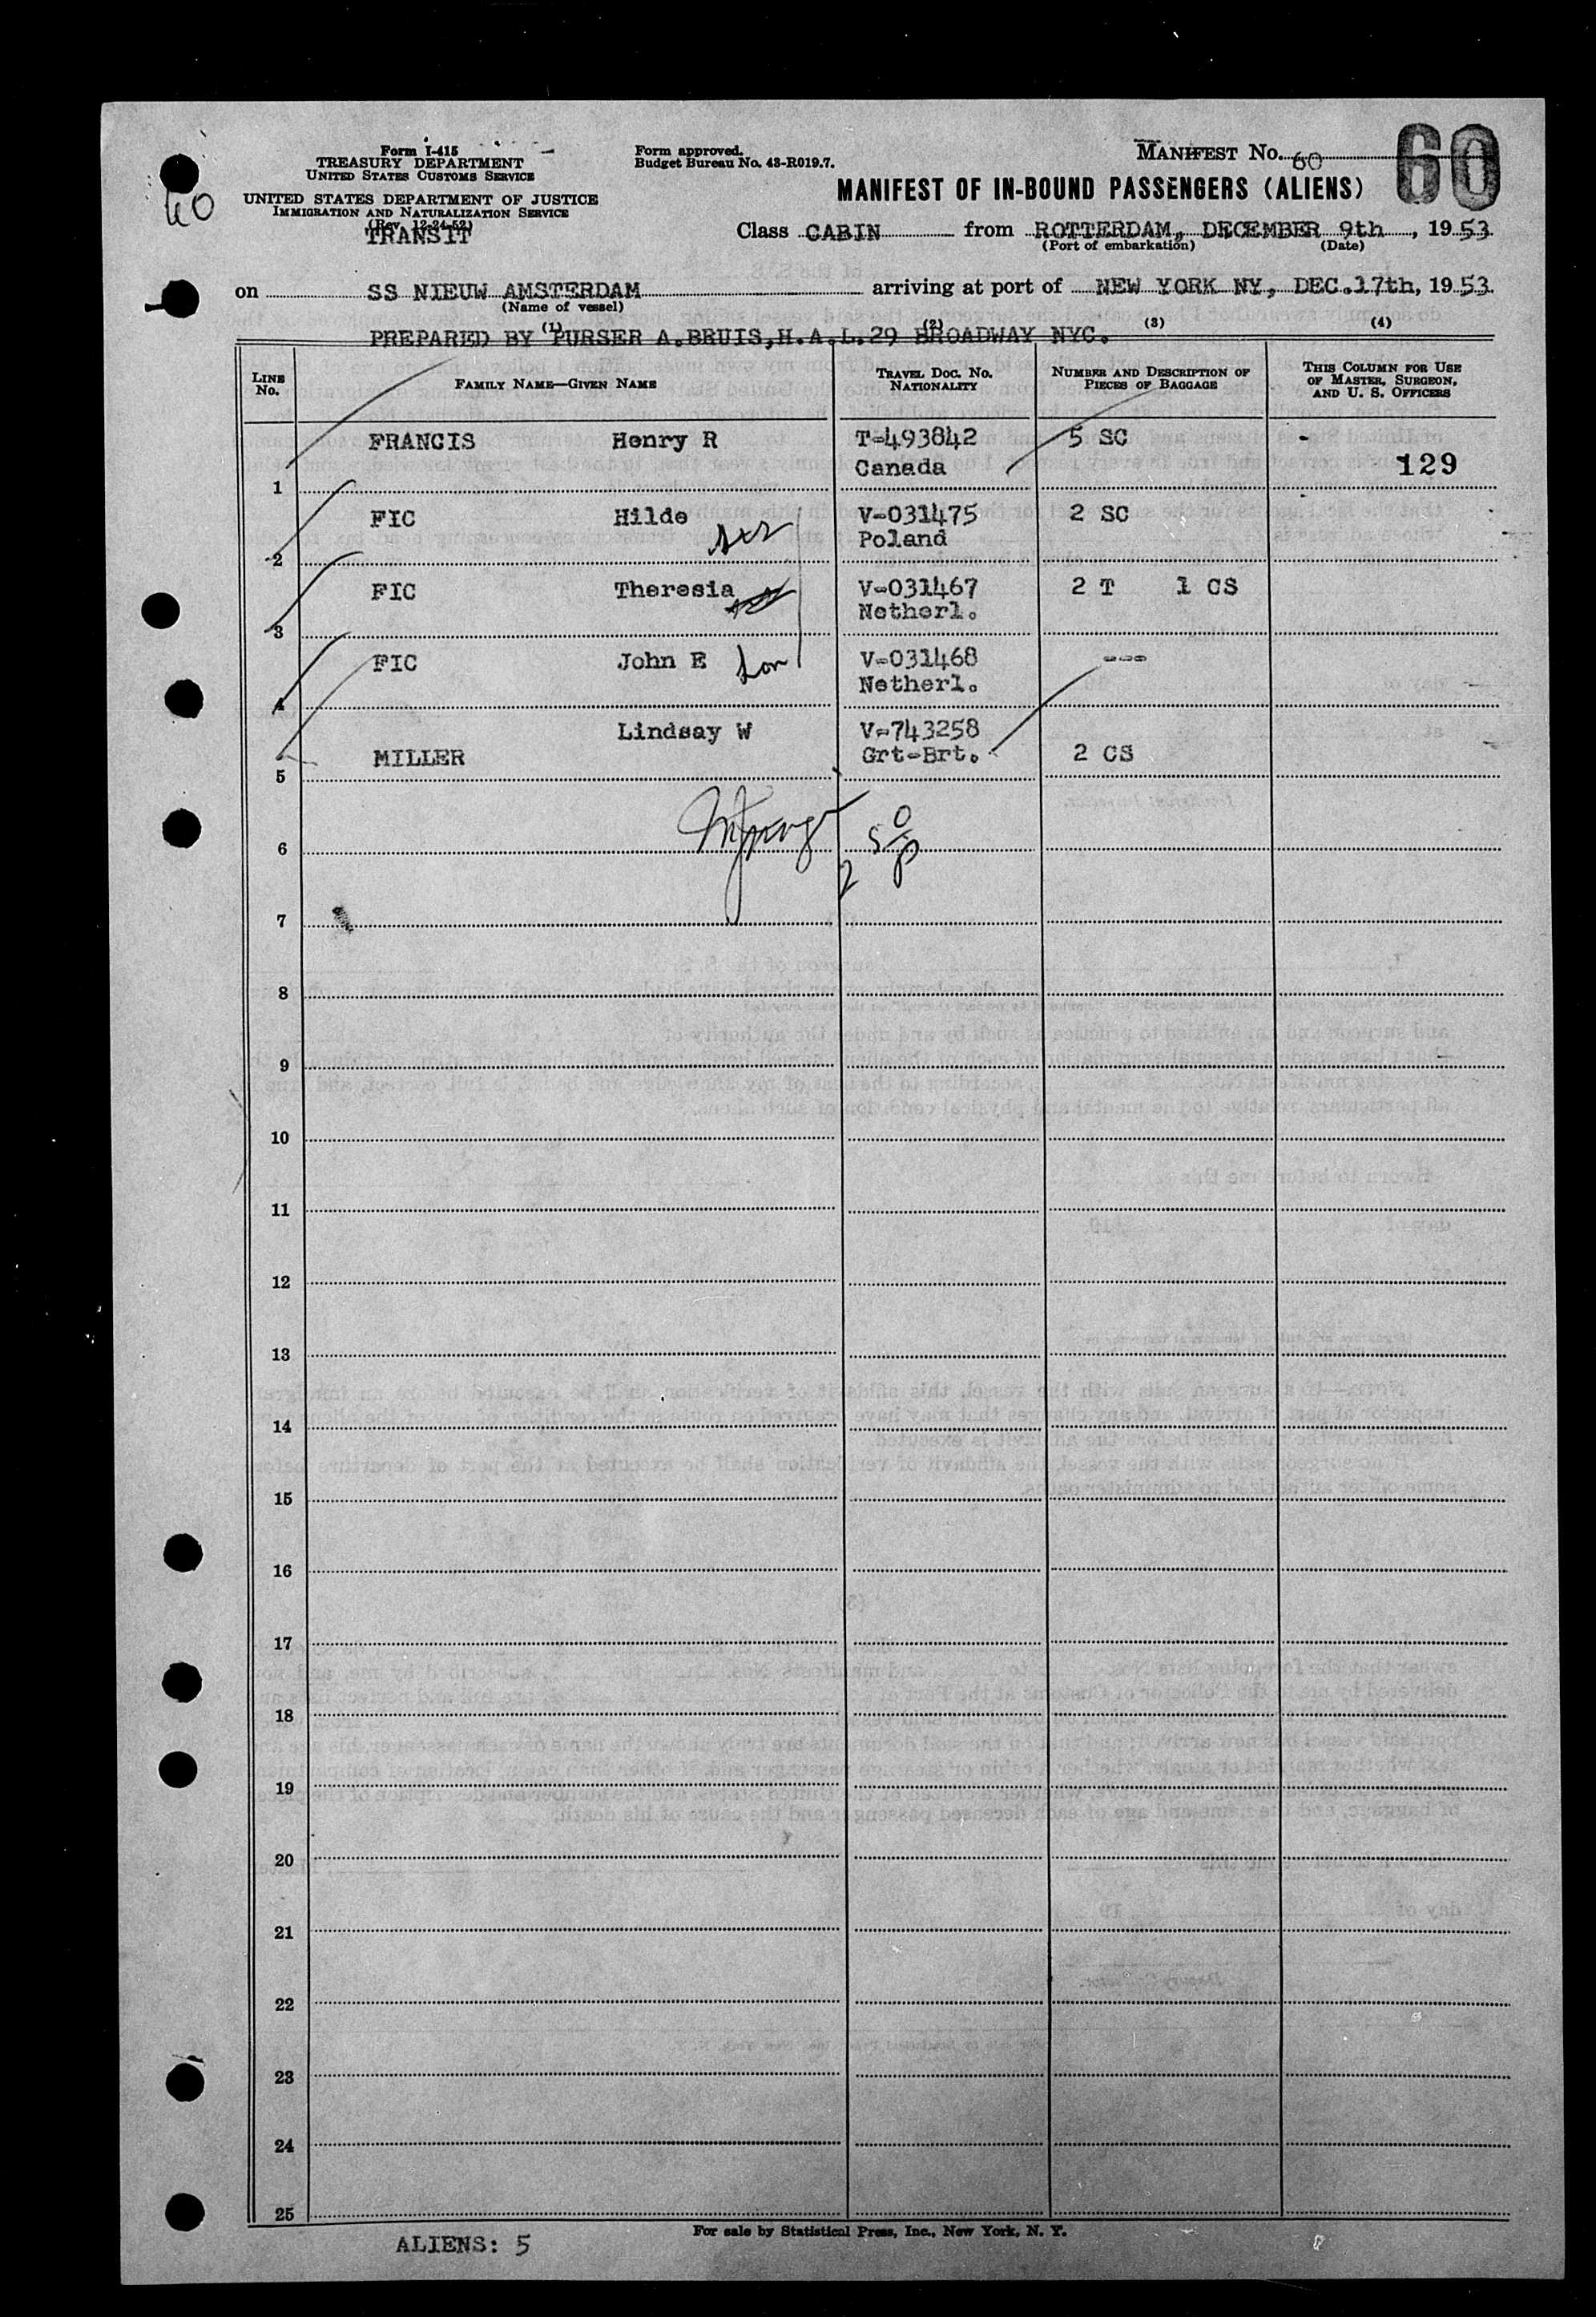 Form I-415
TREASURY DEPARTMENT
UNITED STATES CUSTOMS SERVICE
UNITED STATES DEPARTMENT OF JUSTICE
IMMIGRATION AND NATURALIZATION SERVICE
(Rev. 12-24-52)
TRANSIT
60
Form approved.
Budget Bureau No. 43-R019.7.
MANIFEST No. 60
60
MANIFEST OF IN-BOUND PASSENGERS (ALIENS)
Class CABIN from ROTTERDAM, DECEMBER 9th, 1953
(Port of embarkation) (Date)
on SS NIEUW AMSTERDAM arriving at port of NEW YORK NY, DEC.17th, 1953
(Name of vessel)
(1) (2) (3) (4)
PREPARED BY PURSER A.BRUIS,H.A.L.29 BROADWAY NYC.
LINE No. FAMILY NAME—GIVEN NAME TRAVEL DOC. NO. NATIONALITY NUMBER AND DESCRIPTION OF PIECES OF BAGGAGE THIS COLUMN FOR USE OF MASTER, SURGEON, AND U. S. OFFICERS
FRANCIS Henry R T-493842 5 SC -
1 Canada 129
FIC Hilde V-031475 2 SC
2 Poland
FIC Theresia V-031467 2 T 1 CS
3 Netherl.
FIC John E Son V-031468 ---
4 Netherl.
Lindsay W V-743258
5 MILLER Grt-Brt. 2 CS
6
7
8
9
10
11
12
13
14
15
16
17
18
19
20
21
22
23
24
25
For sale by Statistical Press, Inc., New York, N. Y.
ALIENS: 5